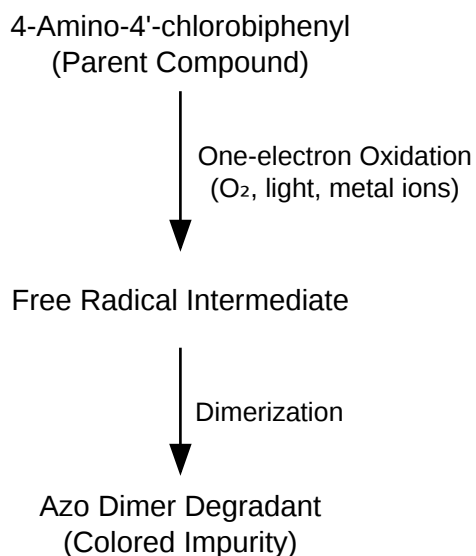 4-Amino-4'-chlorobiphenyl
(Parent Compound)
One-electron Oxidation
(O₂, light, metal ions)
Free Radical Intermediate
Dimerization
Azo Dimer Degradant
(Colored Impurity)